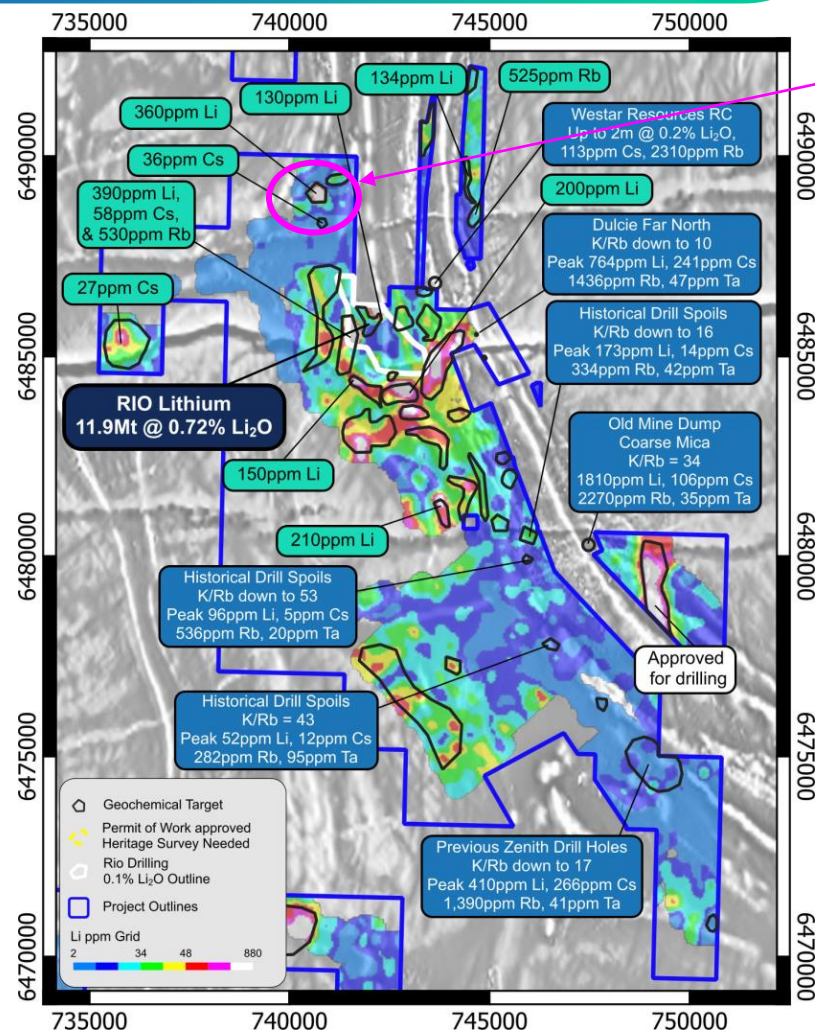 735000
740000
745000
750000
134ppm Li
525ppm Rb
130ppm Li
360ppm Li
Westar Resources RC
Up to 2m @ 0.2% Li₂O,
113ppm Cs, 2310ppm Rb
36ppm Cs
390ppm Li,
58ppm Cs,
& 530ppm Rb
200ppm Li
Dulcie Far North
K/Rb down to 10
Peak 764ppm Li, 241ppm Cs
1436ppm Rb, 47ppm Ta
27ppm Cs
Historical Drill Spoils
K/Rb down to 16
Peak 173ppm Li, 14ppm Cs
334ppm Rb, 42ppm Ta
RIO Lithium
11.9Mt @ 0.72% Li₂O
Old Mine Dump
Coarse Mica
K/Rb = 34
1810ppm Li, 106ppm Cs
2270ppm Rb, 35ppm Ta
150ppm Li
210ppm Li
Historical Drill Spoils
K/Rb down to 53
Peak 96ppm Li, 5ppm Cs
536ppm Rb, 20ppm Ta
Approved
for drilling
Historical Drill Spoils
K/Rb = 43
Peak 52ppm Li, 12ppm Cs
282ppm Rb, 95ppm Ta
Previous Zenith Drill Holes
K/Rb down to 17
Peak 410ppm Li, 266ppm Cs
1,390ppm Rb, 41ppm Ta
Geochemical Target
Permit of Work approved
Heritage Survey Needed
Rio Drilling
0.1% Li₂O Outline
Project Outlines
Li ppm Grid
2 34 48 880
6490000
6485000
6480000
6475000
6470000
6490000
6485000
6480000
6475000
6470000
735000
740000
745000
750000